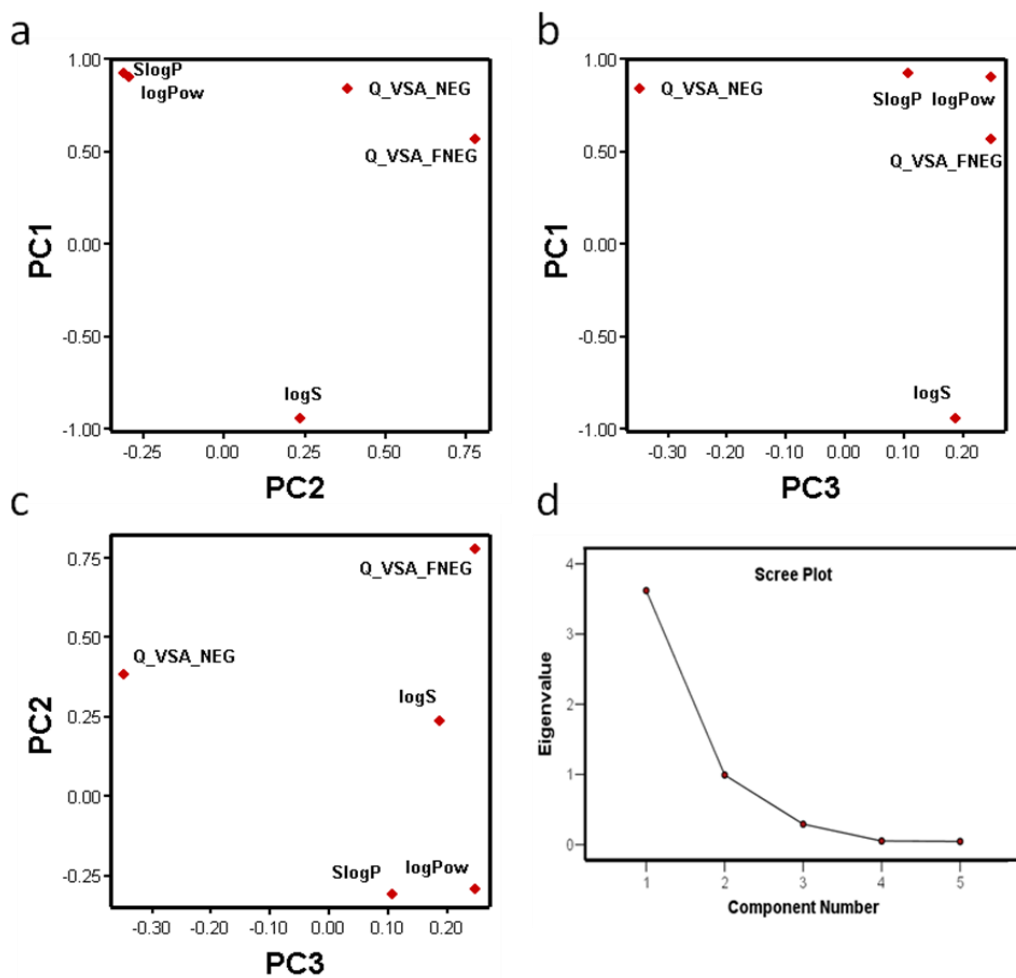 a
1.00
0.50
0.00
-0.50
-1.00
PC1
SlogP
logPow
Q_VSA_NEG
Q_VSA_FNEG
logS
-0.25 0.00 0.25 0.50 0.75
PC2
b
1.00
0.50
0.00
-0.50
-1.00
PC1
Q_VSA_NEG
SlogP logPow
Q_VSA_FNEG
logS
-0.30 -0.20 -0.10 0.00 0.10 0.20
PC3
c
0.75
0.50
0.25
0.00
-0.25
PC2
Q_VSA_FNEG
Q_VSA_NEG
logS
SlogP logPow
-0.30 -0.20 -0.10 0.00 0.10 0.20
PC3
d
Scree Plot
4
3
2
1
0
Eigenvalue
1 2 3 4 5
Component Number